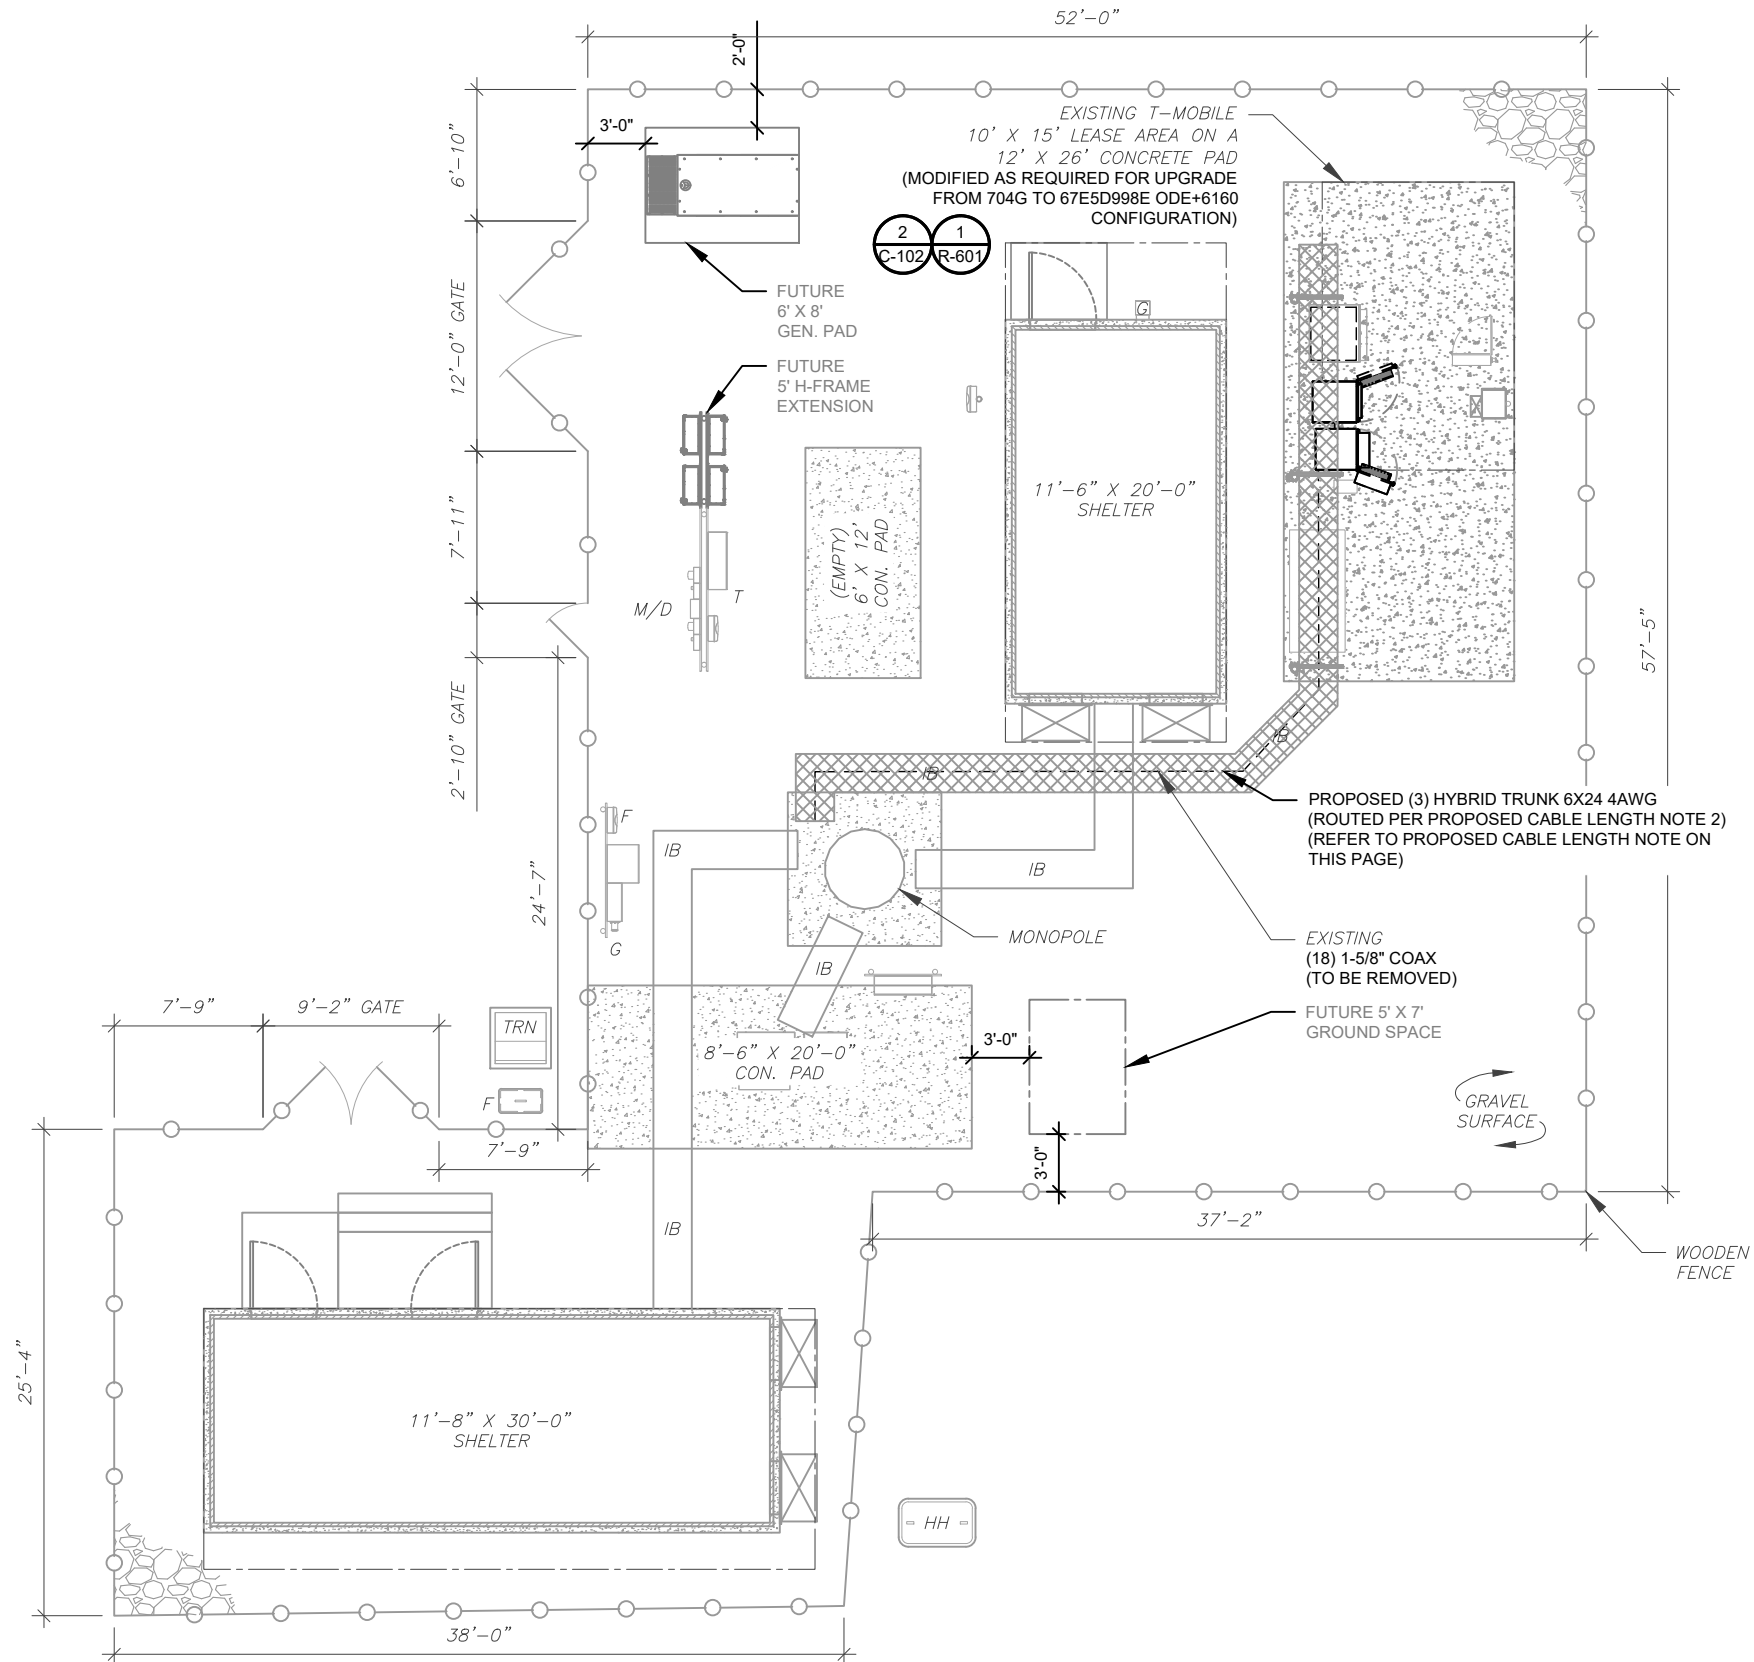 52'-0"
2'-0"
3'-0"
6'-10"
12'-0" GATE
7'-11"
2'-10" GATE
24'-7"
57'-5"
EXISTING T-MOBILE
10' X 15' LEASE AREA ON A
12' X 26' CONCRETE PAD
(MODIFIED AS REQUIRED FOR UPGRADE
FROM 704G TO 67E5D998E ODE+6160
CONFIGURATION)
2
C-102
1
R-601
FUTURE
6' X 8'
GEN. PAD
FUTURE
5' H-FRAME
EXTENSION
G
11'-6" X 20'-0"
SHELTER
(EMPTY)
6' X 12'
CON. PAD
M/D
T
IB
IB
PROPOSED (3) HYBRID TRUNK 6X24 4AWG
(ROUTED PER PROPOSED CABLE LENGTH NOTE 2)
(REFER TO PROPOSED CABLE LENGTH NOTE ON
THIS PAGE)
F
IB
IB
G
MONOPOLE
EXISTING
(18) 1-5/8" COAX
(TO BE REMOVED)
IB
FUTURE 5' X 7'
GROUND SPACE
7'-9"
9'-2" GATE
TRN
8'-6" X 20'-0"
CON. PAD
3'-0"
F
GRAVEL
SURFACE
7'-9"
3'-0"
37'-2"
IB
WOODEN
FENCE
25'-4"
11'-8" X 30'-0"
SHELTER
HH
38'-0"